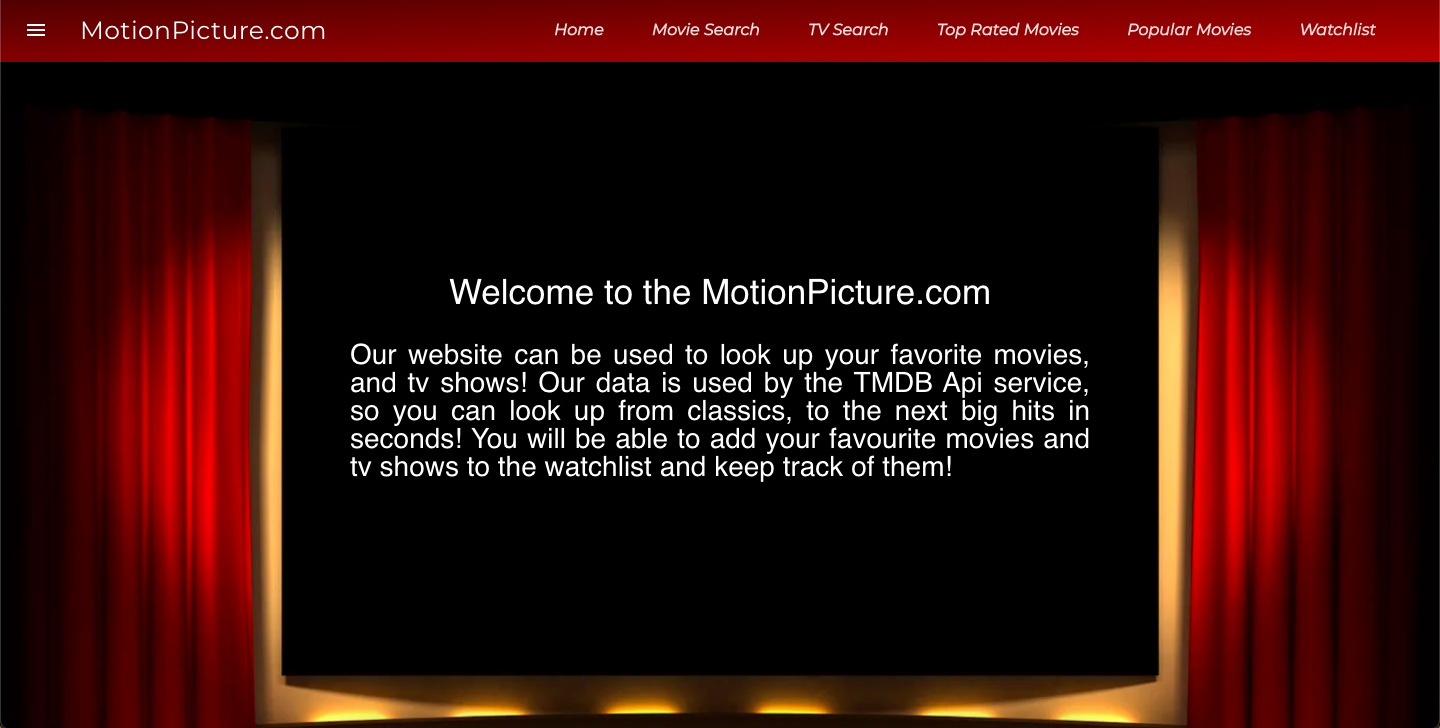 MotionPicture.com
Home Movie Search TV Search Top Rated Movies Popular Movies Watchlist
Welcome to the MotionPicture.com
Our website can be used to look up your favorite movies,
and tv shows! Our data is used by the TMDB Api service,
so you can look up from classics, to the next big hits in
seconds! You will be able to add your favourite movies and
tv shows to the watchlist and keep track of them!